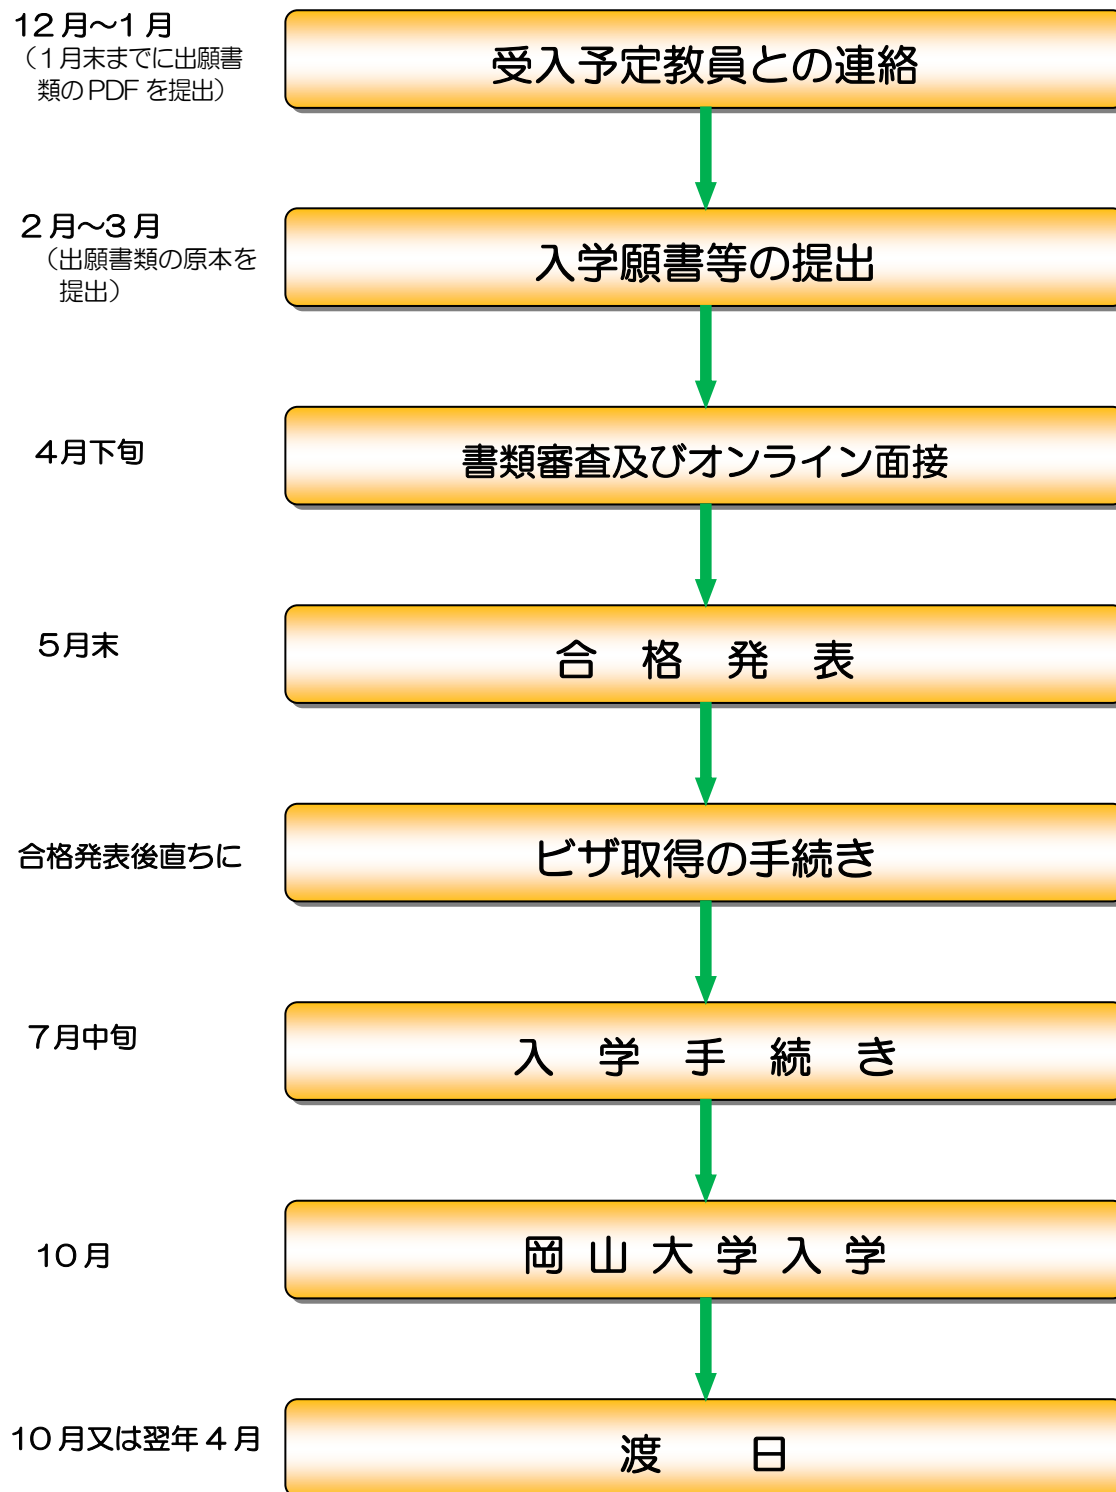 12月～1月
（１月末までに出願書
類のPDFを提出）
受入予定教員との連絡
２月～３月
（出願書類の原本を
提出）
入学願書等の提出
４月下旬
書類審査及びオンライン面接
５月末
合　格　発　表
合格発表後直ちに
ビザ取得の手続き
７月中旬
入　学　手　続　き
10月
岡 山 大 学 入 学
10月又は翌年４月
渡　　日